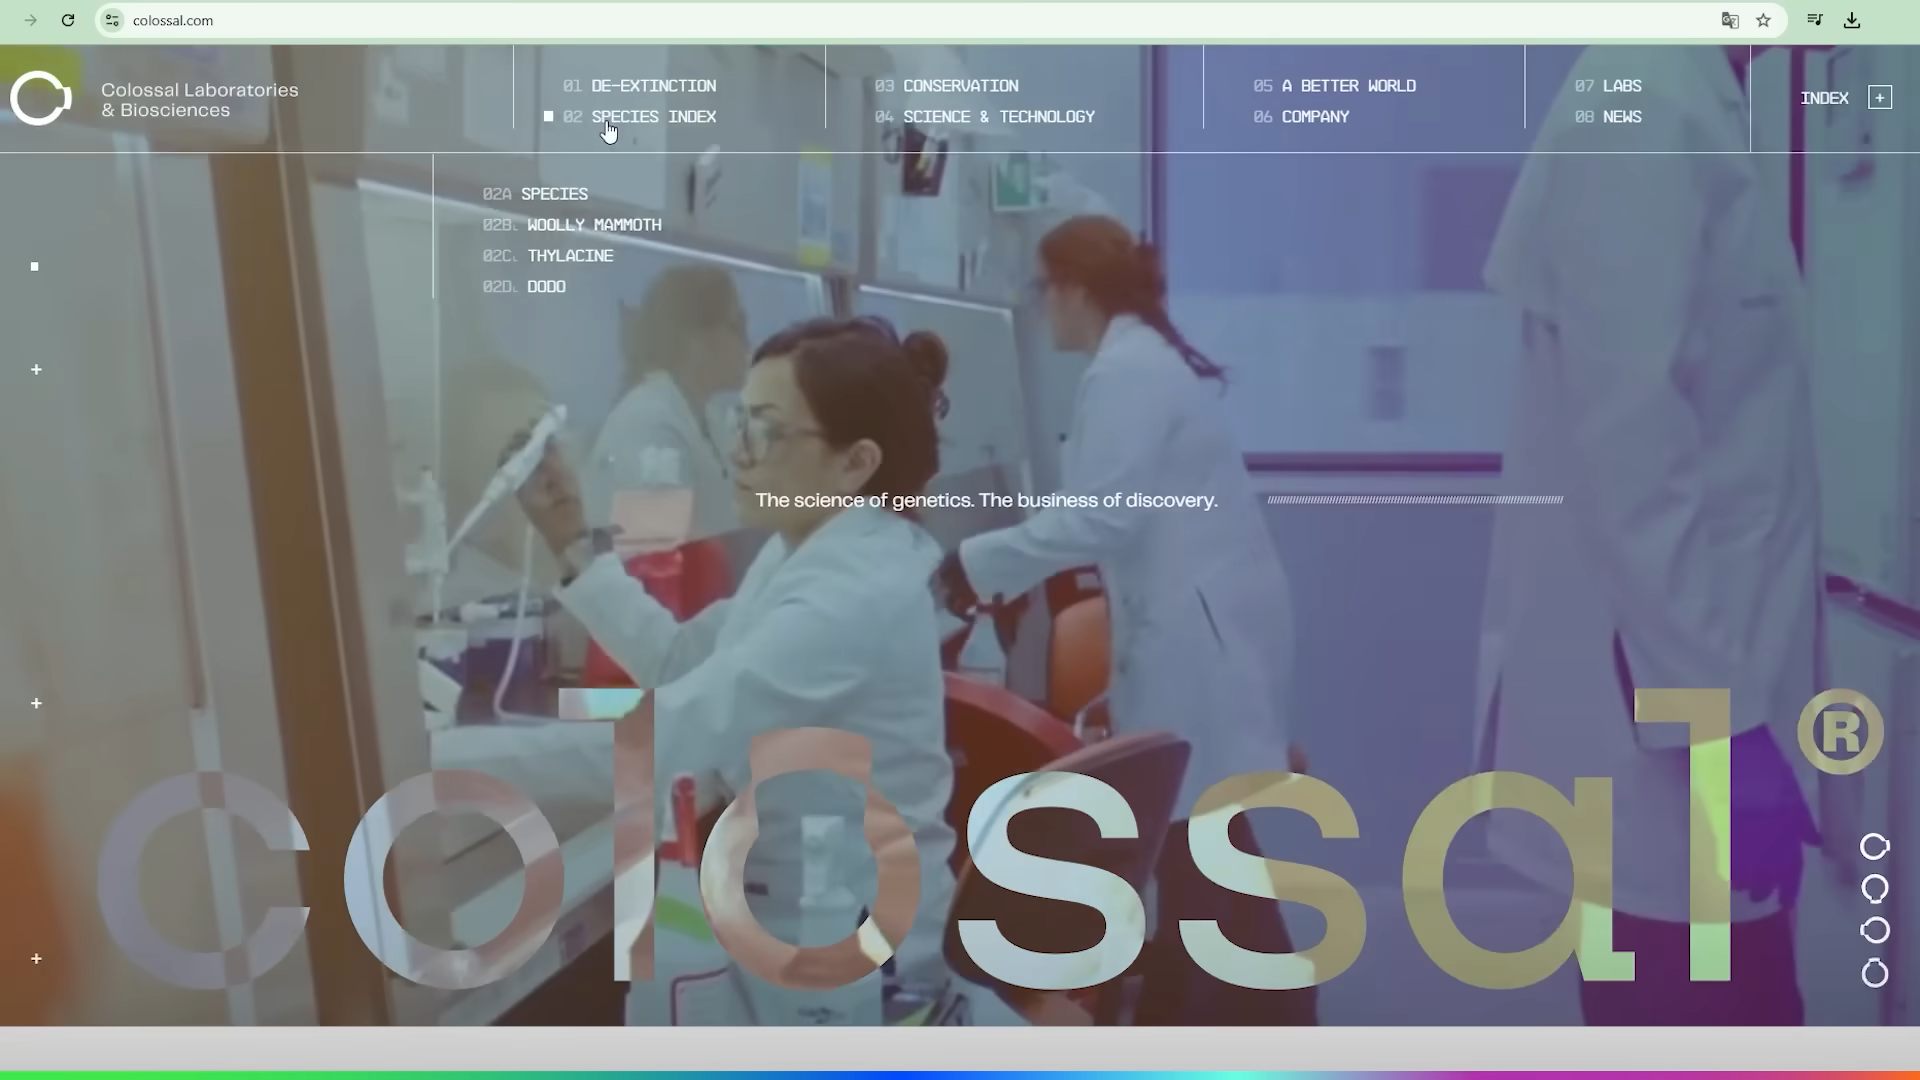 colossal.com
Colossal Laboratories
& Biosciences
01 DE-EXTINCTION
02 SPECIES INDEX
03 CONSERVATION
04 SCIENCE & TECHNOLOGY
05 A BETTER WORLD
06 COMPANY
07 LABS
08 NEWS
INDEX +
02A SPECIES
02B. WOOLLY MAMMOTH
02C. THYLACINE
02D. DODO
The science of genetics. The business of discovery.
colossal®